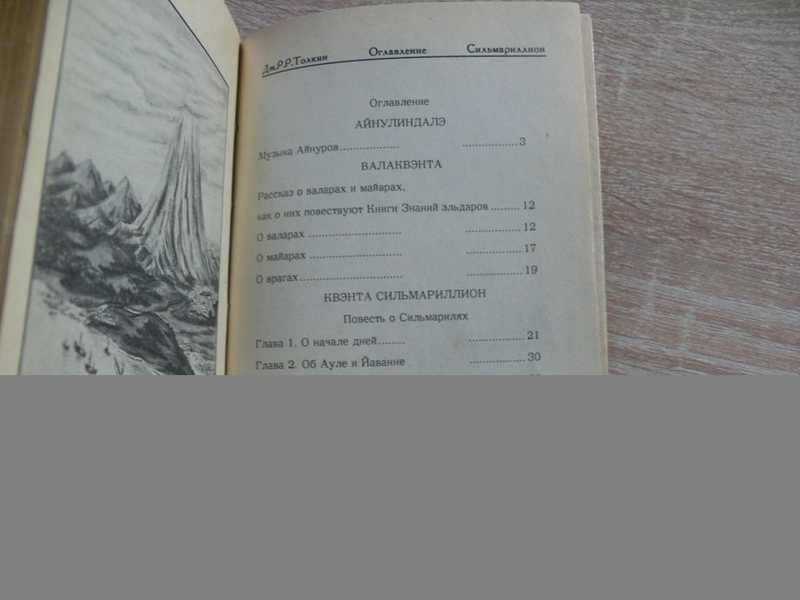 Дж.Р.Р.Толкин Оглавление Сильмариллион
Оглавление
АЙНУЛИНДАЛЭ
Музыка Айнуров.................. ..................3
ВАЛАКВЭНТА
Рассказ о валарах и майарах,
как о них повествуют Книги Знаний эльдаров .........12
О валарах ............................. .................12
О майарах ............................. .................17
О врагах................................ .................19
КВЭНТА СИЛЬМАРИЛЛИОН
Повесть о Сильмарилях
Глава 1. О начале дней......... .................21
Глава 2. Об Ауле и Йаванне .................30